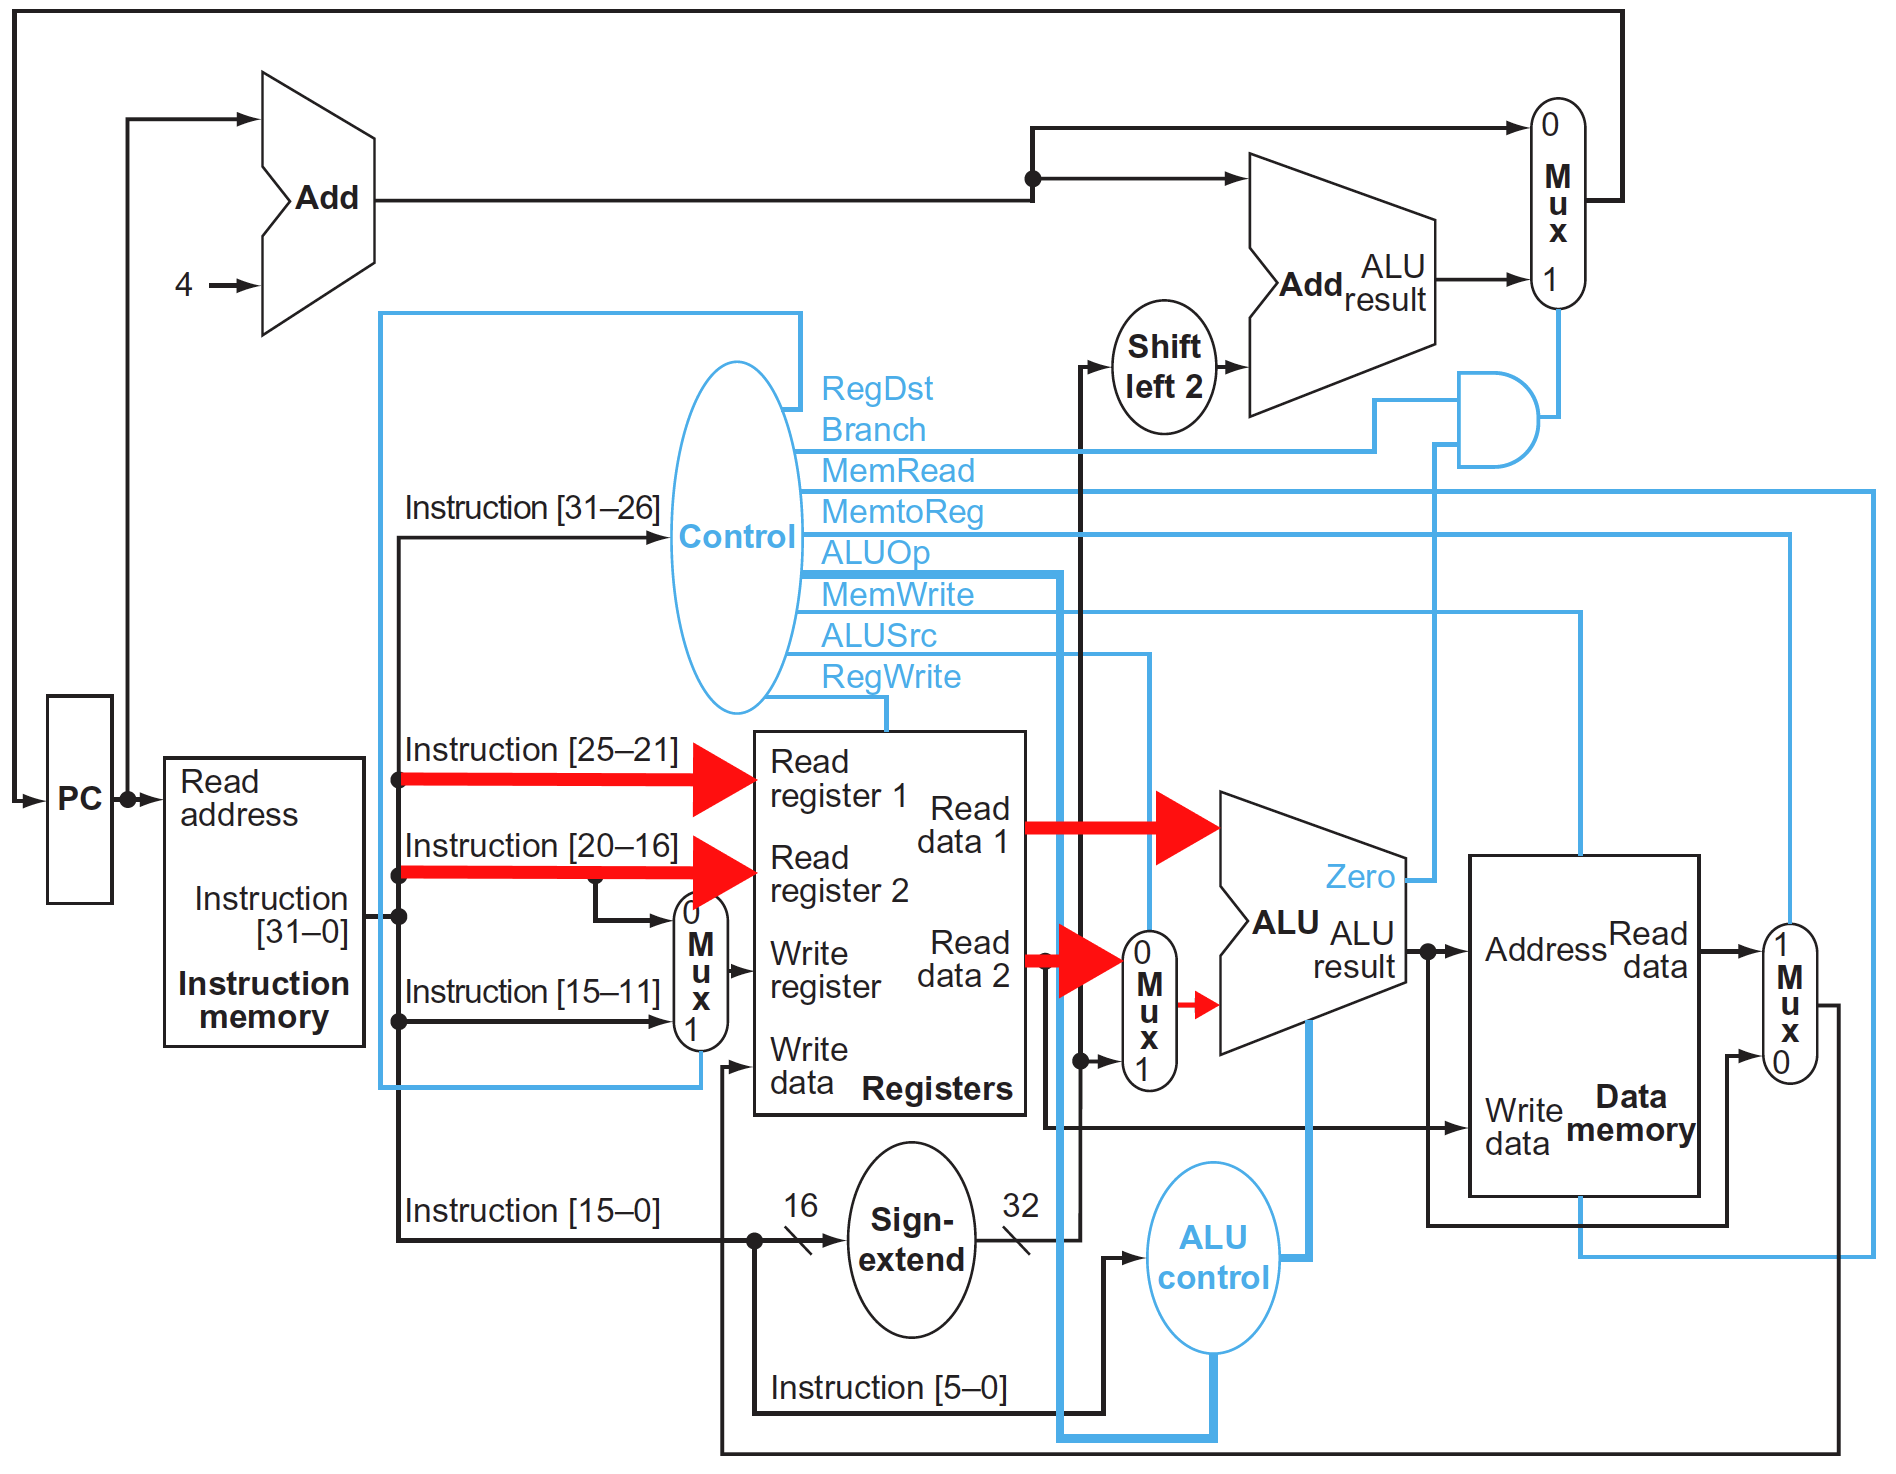 Add
4
0
M
u
x
1
Add
ALU
result
Shift
left 2
RegDst
Branch
MemRead
MemtoReg
ALUOp
MemWrite
ALUSrc
RegWrite
Control
Instruction [31–26]
Instruction [25–21]
Instruction [20–16]
Instruction [15–11]
Instruction [15–0]
Instruction [5–0]
PC
Read
address
Instruction
[31–0]
Instruction
memory
0
M
u
x
1
Read
register 1
Read
register 2
Write
register
Write
data
Read
data 1
Read
data 2
Registers
16
Sign-
extend
32
0
M
u
x
1
Zero
ALU
ALU
result
ALU
control
Address
Read
data
Write
data
Data
memory
1
M
u
x
0